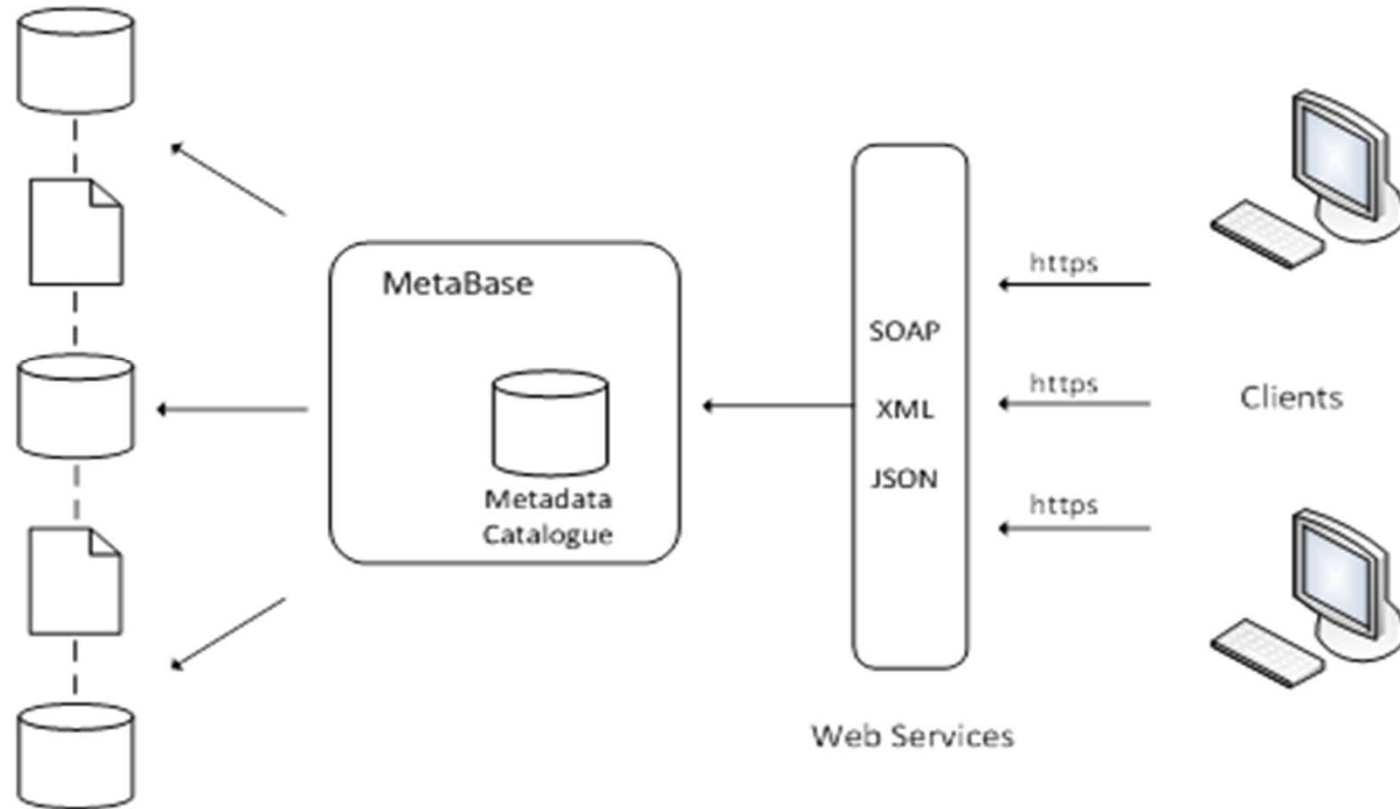 MetaBase
Metadata
Catalogue
SOAP
XML
JSON
Web Services
https
https
https
Clients